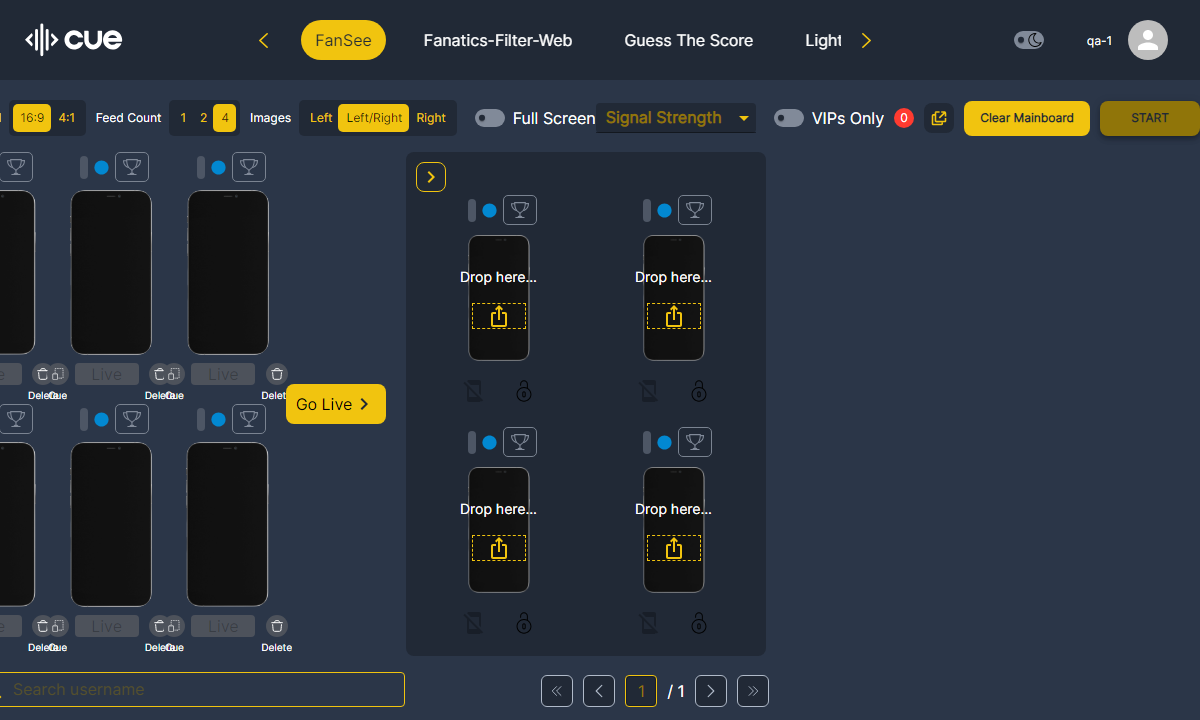 cue
FanSee
Fanatics-Filter-Web
Guess The Score
Light
qa-1
16:9
4:1
Feed Count
1
2
4
Images
Left
Left/Right
Right
Full Screen
Signal Strength
VIPs Only
0
Clear Mainboard
START
Drop here...
Drop here...
Live
Live
Delete
Cue
Delete
Cue
Delete
Go Live
Drop here...
Drop here...
Live
Live
Delete
Cue
Delete
Cue
Delete
Search username
1
/ 1